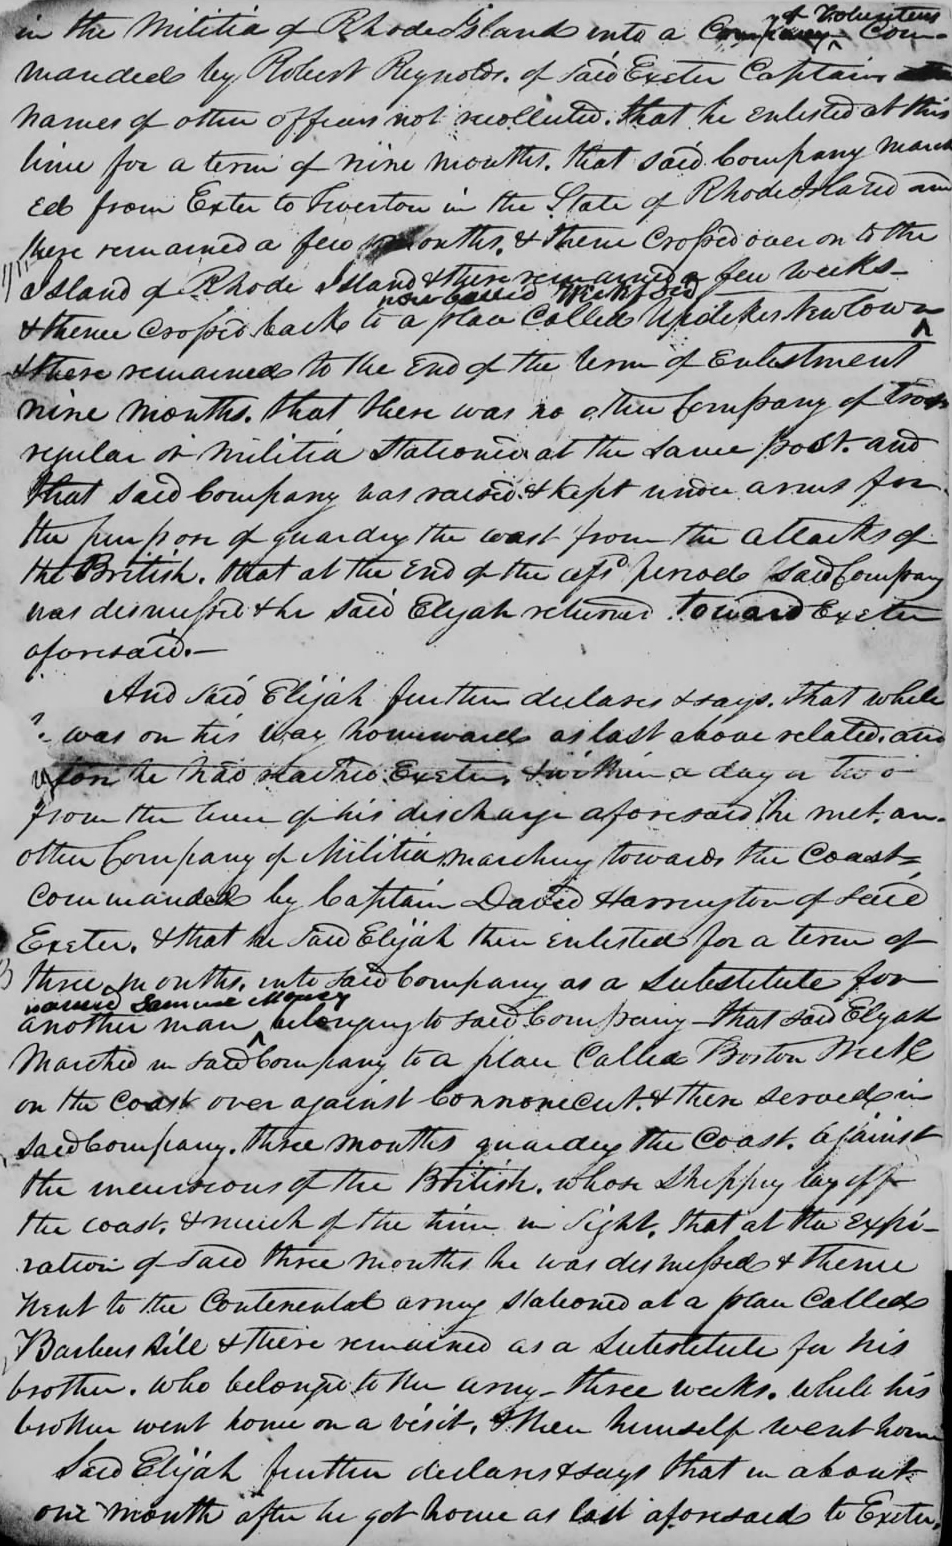 of Volunteers
in the Militia of Rhode Island into a Company Com-
manded by Robert Reynolds. of said Exeter Captain
names of other officers not recollected. that he enlisted at this
time for a term of nine months. that said Company march
ed from Exeter to Tiverton in the State of Rhode Island and
there remained a few months, & thence crossed over on to the
Island of Rhode Island & there remained a few weeks -
now called Wickford
& thence crossed back to a place Called Updikes Newtown
& there remained to the End of the term of Enlistment
nine months. that there was no other Company of troops
regular or militia stationed at the same post. and
that said Company was raised & kept under arms for
the purpose of guarding the coast from the attacks of
the British. that at the End of the afsd period said Company
was dismissed & he said Elijah returned toward Exeter
aforesaid. -
And said Elijah further declares & says. that while
was on his way homewards as last above related. and
before he had reached Exeter, & within a day or two
from the time of his discharge aforesaid, he met an-
other Company of Militia marching towards the Coast
commanded by Captain David Harrington of said
Exeter. & that he said Elijah then enlisted for a term of
three months. into said Company as a Substitute for
named Samuel Money
another man belonging to said Company - that said Elijah
Marched in said Company to a place Called Boston Neck
on the Coast over against Connonecut. & there served in
said Company. three months guarding the Coast. against
the incursions of the British. whose Shipping lay off
the coast. & much of the time in sight. that at the expi-
ration of said three months he was dismissed & thence
went to the Continental army stationed at a place Called
Barbers Hill & there remained as a Substitute for his
brother. who belonged to the army - three weeks. while his
brother went home on a visit. & then himself went home
Said Elijah further declares & says that in about
one month after he got home as last aforesaid to Exeter.